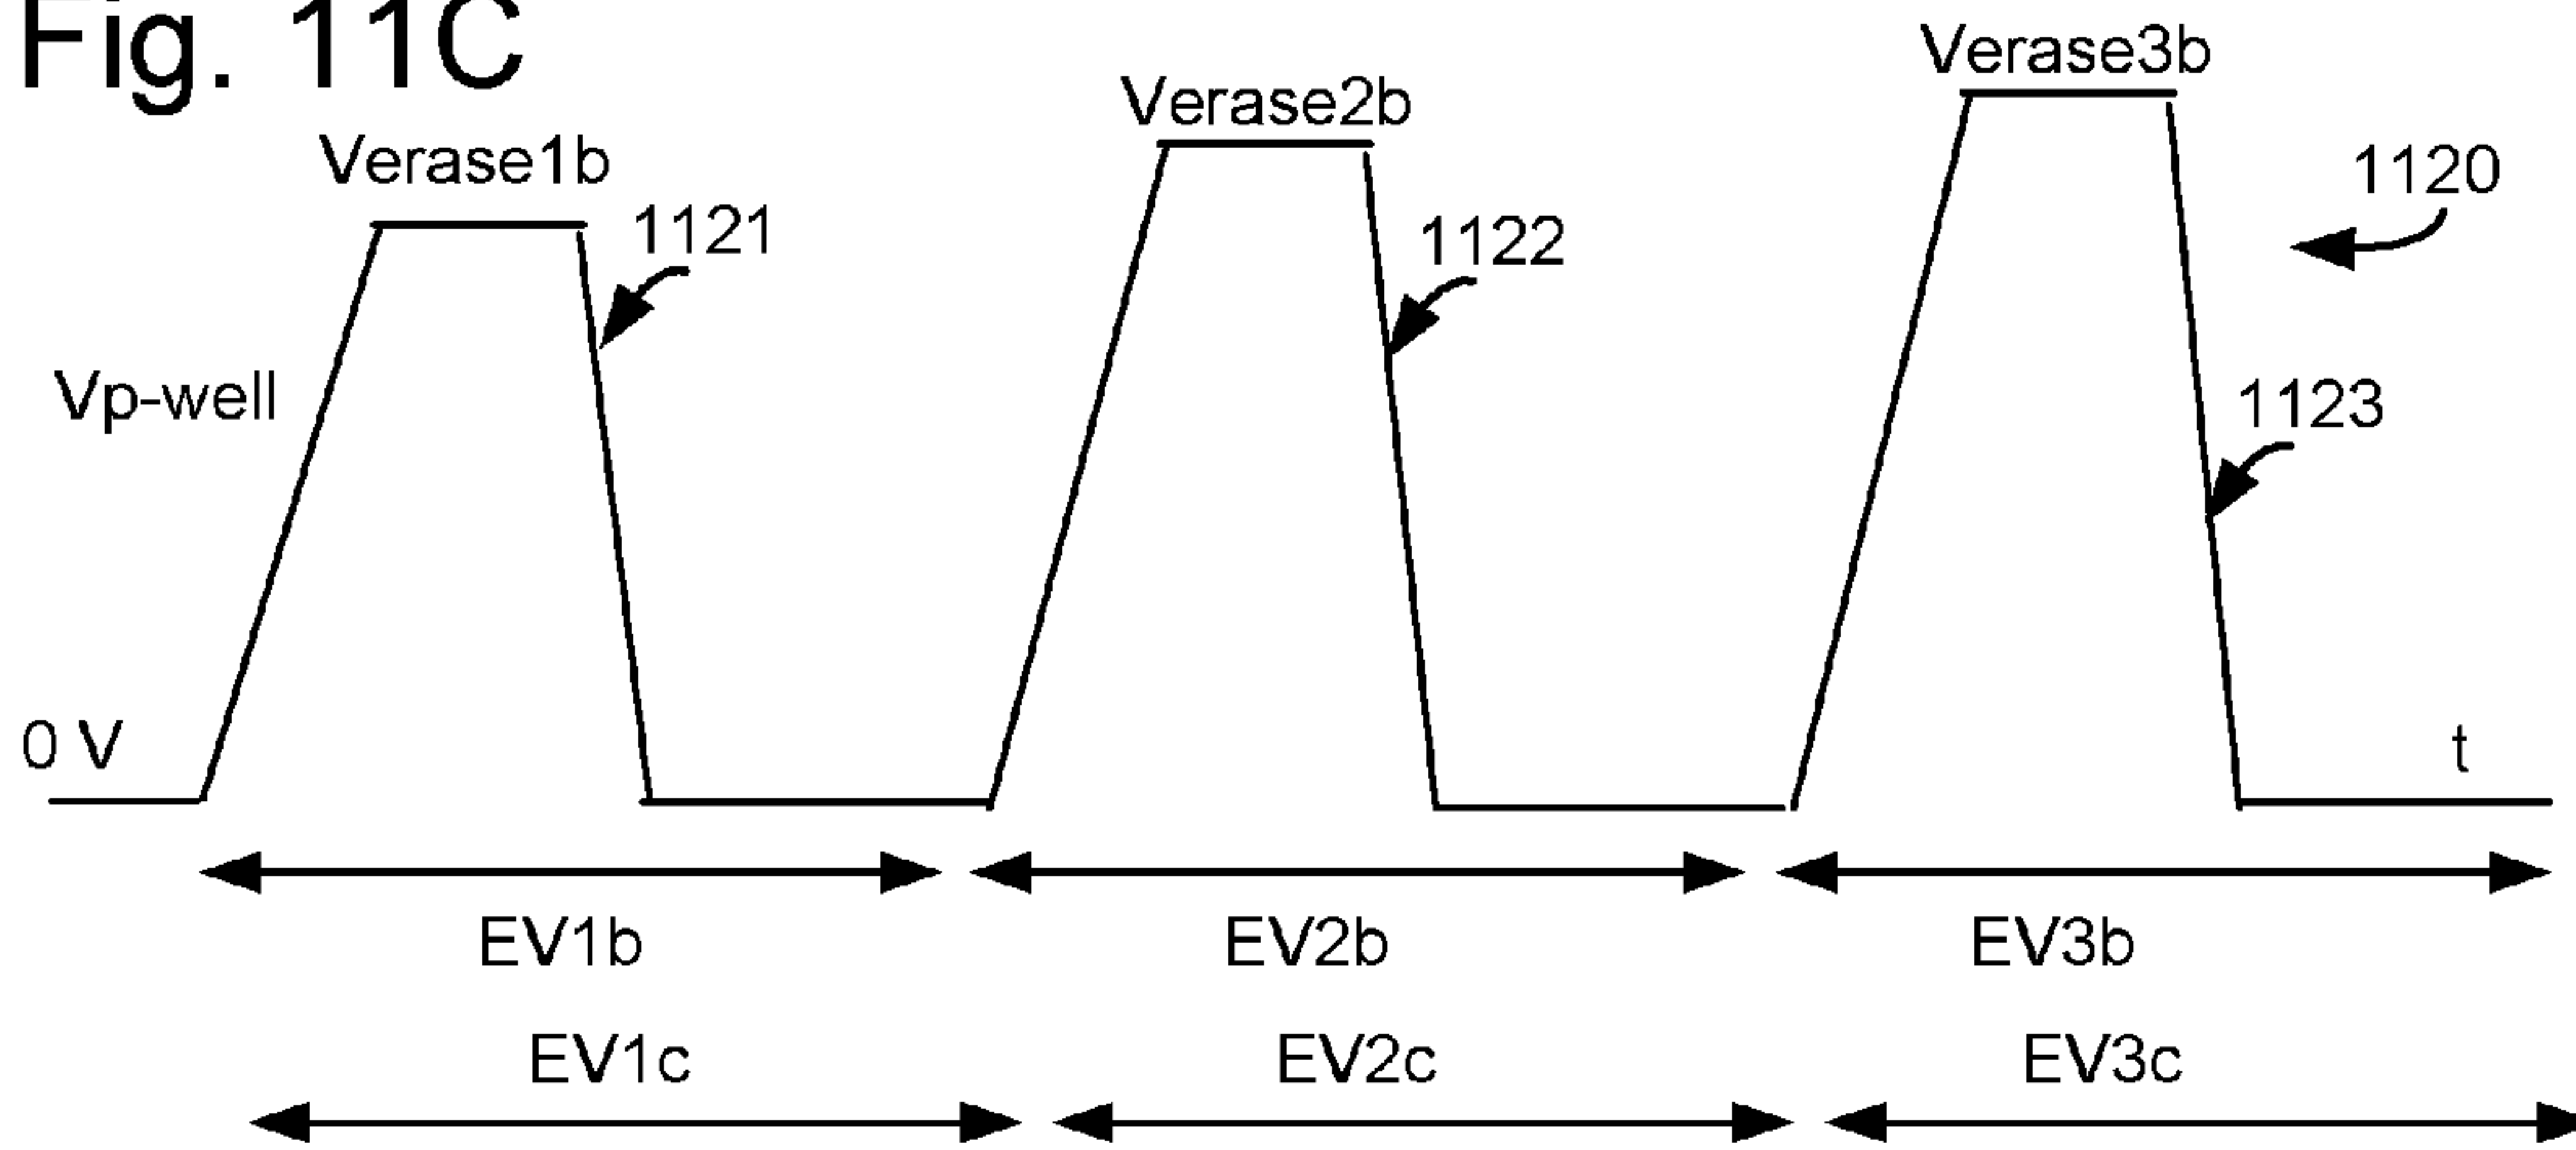 Fig. 11C
Verase3b
Verase2b
Verase1b
1120
1121
1122
Vp-well
1123
0 V
t
EV1b
EV2b
EV3b
EV1c
EV2c
EV3c